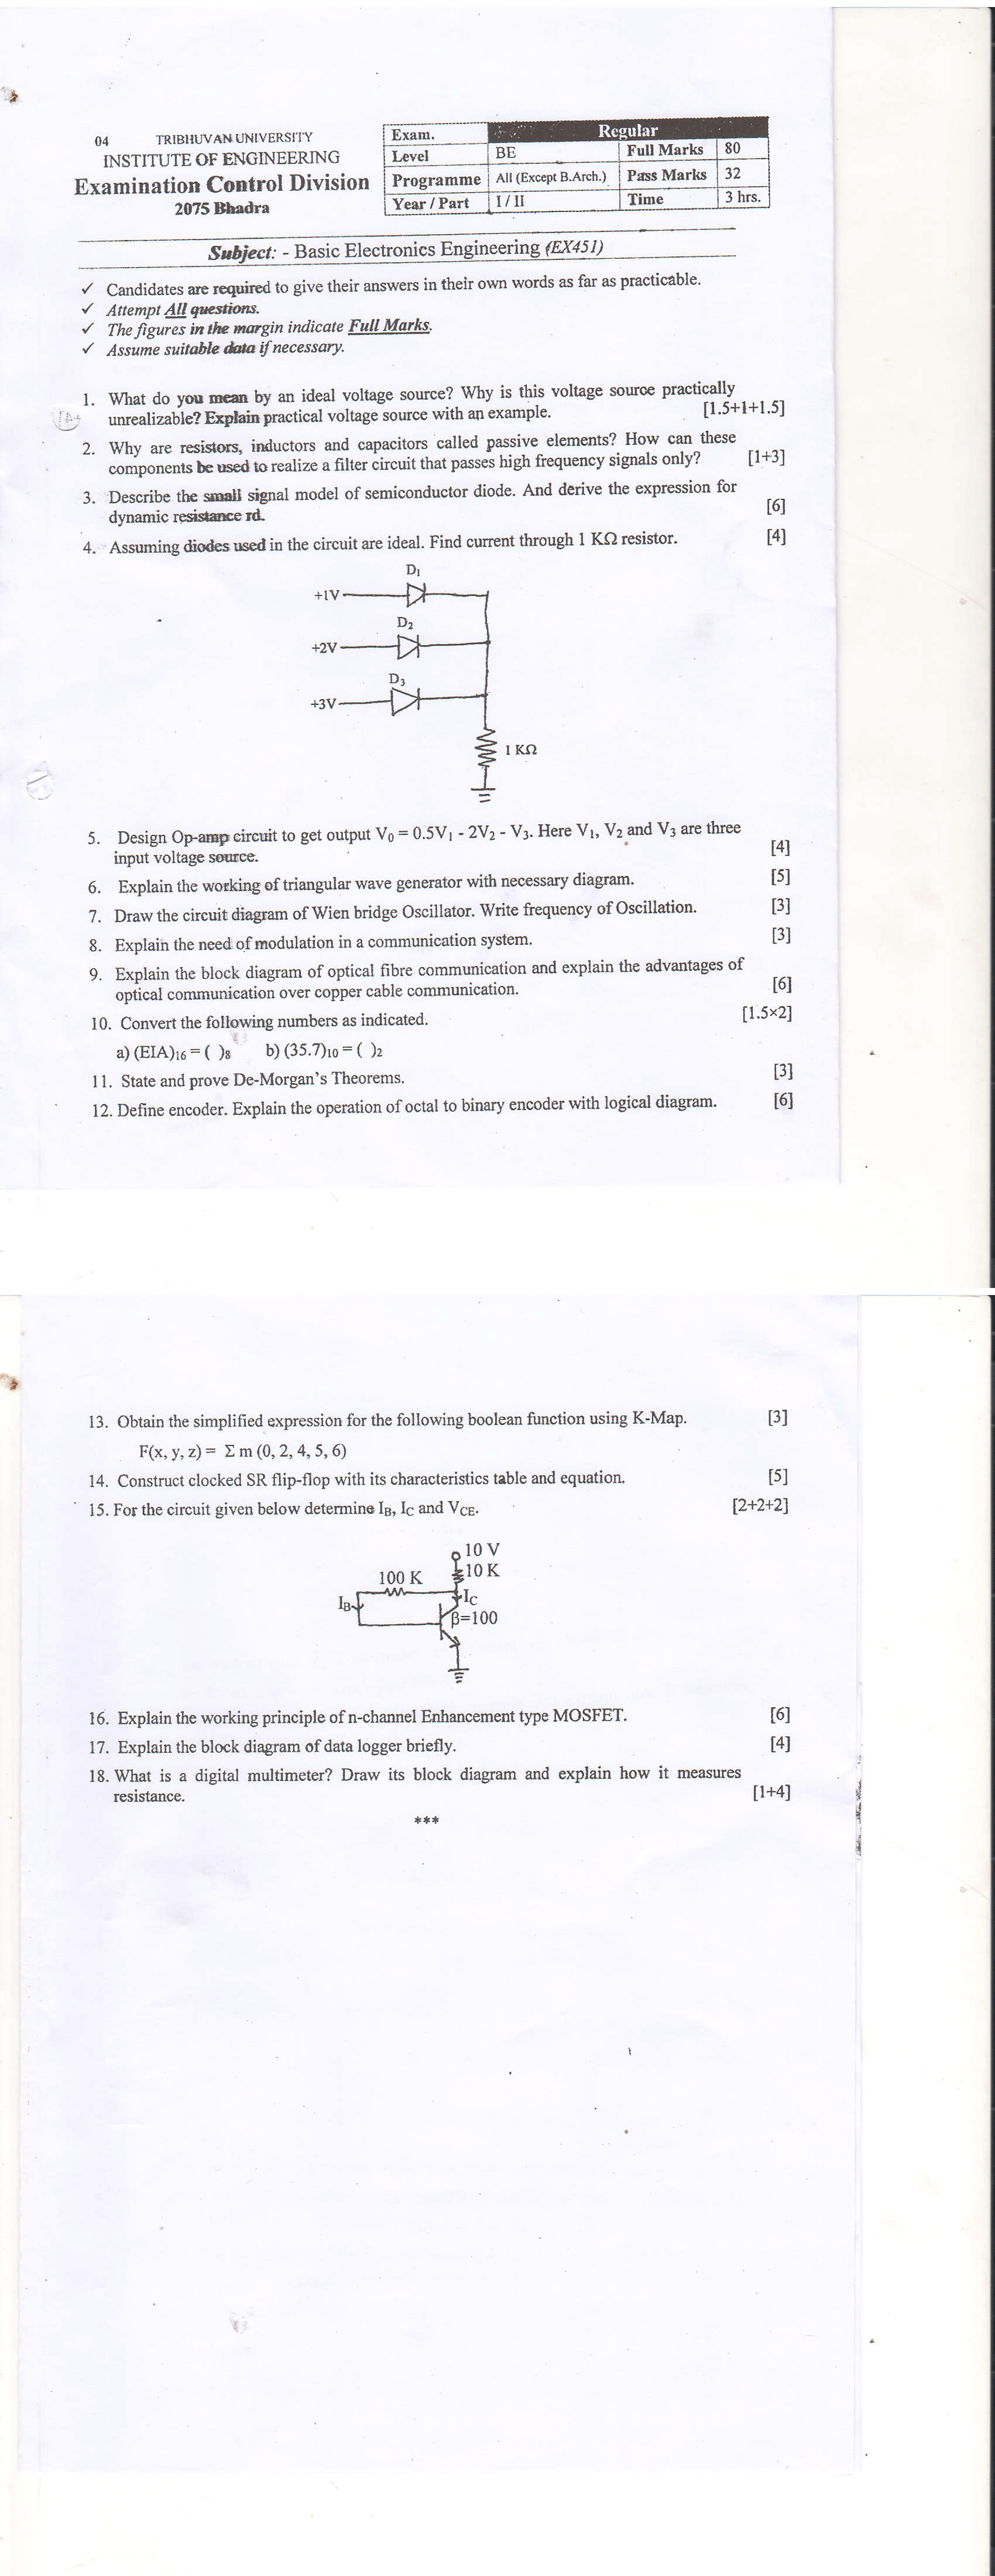 04 TRIBHUVAN UNIVERSITY
INSTITUTE OF ENGINEERING
Examination Control Division
2075 Bhadra
Exam. Regular
Level BE Full Marks 80
Programme All (Except B.Arch.) Pass Marks 32
Year / Part I / II Time 3 hrs.
Subject: - Basic Electronics Engineering (EX451)
✓ Candidates are required to give their answers in their own words as far as practicable.
✓ Attempt All questions.
✓ The figures in the margin indicate Full Marks.
✓ Assume suitable data if necessary.
1. What do you mean by an ideal voltage source? Why is this voltage source practically
unrealizable? Explain practical voltage source with an example. [1.5+1+1.5]
2. Why are resistors, inductors and capacitors called passive elements? How can these
components be used to realize a filter circuit that passes high frequency signals only? [1+3]
3. Describe the small signal model of semiconductor diode. And derive the expression for
dynamic resistance rd. [6]
4. Assuming diodes used in the circuit are ideal. Find current through 1 KΩ resistor. [4]
D1
+1V
D2
+2V
D3
+3V
1 KΩ
5. Design Op-amp circuit to get output V0 = 0.5V1 - 2V2 - V3. Here V1, V2 and V3 are three
input voltage source. [4]
6. Explain the working of triangular wave generator with necessary diagram. [5]
7. Draw the circuit diagram of Wien bridge Oscillator. Write frequency of Oscillation. [3]
8. Explain the need of modulation in a communication system. [3]
9. Explain the block diagram of optical fibre communication and explain the advantages of
optical communication over copper cable communication. [6]
10. Convert the following numbers as indicated. [1.5×2]
a) (EIA)16 = ( )8 b) (35.7)10 = ( )2
11. State and prove De-Morgan's Theorems. [3]
12. Define encoder. Explain the operation of octal to binary encoder with logical diagram. [6]
13. Obtain the simplified expression for the following boolean function using K-Map. [3]
F(x, y, z) = Σ m (0, 2, 4, 5, 6)
14. Construct clocked SR flip-flop with its characteristics table and equation. [5]
15. For the circuit given below determine IB, IC and VCE. [2+2+2]
10 V
10 K
100 K
IC
IB
β=100
16. Explain the working principle of n-channel Enhancement type MOSFET. [6]
17. Explain the block diagram of data logger briefly. [4]
18. What is a digital multimeter? Draw its block diagram and explain how it measures
resistance. [1+4]
***